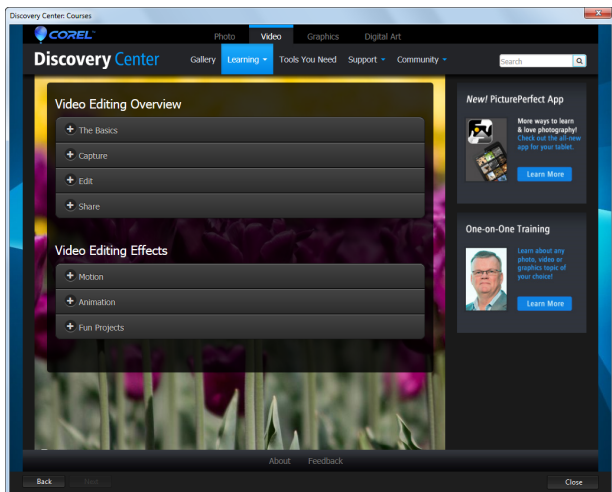 Discovery Center: Courses
COREL
Photo Video Graphics Digital Art
Discovery Center
Gallery Learning Tools You Need Support Community
Search
Video Editing Overview
The Basics
Capture
Edit
Share
Video Editing Effects
Motion
Animation
Fun Projects
New! PicturePerfect App
More ways to learn
& love photography!
Check out the all-new
app for your tablet.
Learn More
One-on-One Training
Learn about any
photo, video or
graphics topic of
your choice!
Learn More
About Feedback
Back Next Close